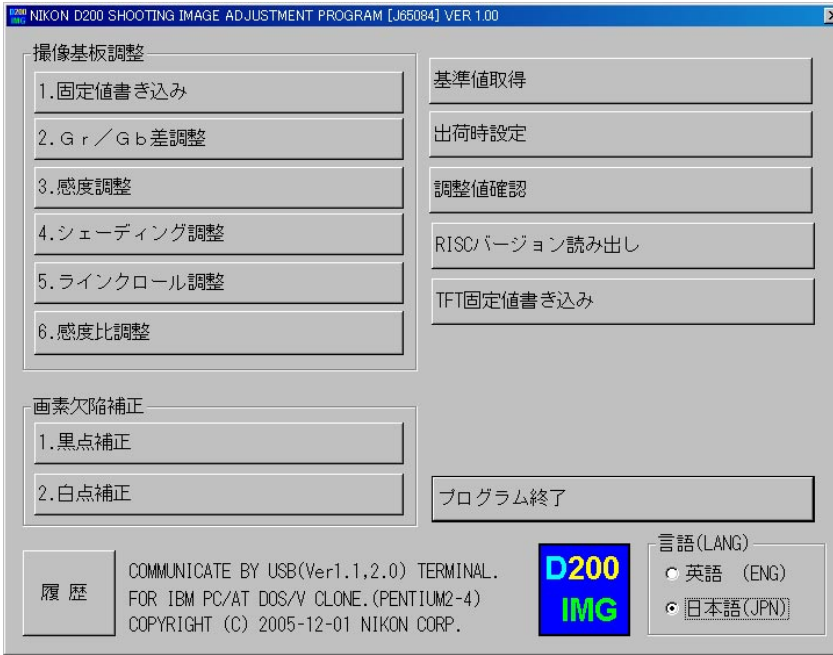 NIKON D200 SHOOTING IMAGE ADJUSTMENT PROGRAM [J65084] VER 1.00
撮像基板調整
1.固定値書き込み
2.Gr／Gb差調整
3.感度調整
4.シェーディング調整
5.ラインクロール調整
6.感度比調整
基準値取得
出荷時設定
調整値確認
RISCバージョン読み出し
TFT固定値書き込み
画素欠陥補正
1.黒点補正
2.白点補正
プログラム終了
履 歴
COMMUNICATE BY USB(Ver1.1,2.0) TERMINAL.
FOR IBM PC/AT DOS/V CLONE.(PENTIUM2-4)
COPYRIGHT (C) 2005-12-01 NIKON CORP.
D200
IMG
言語(LANG)
英語 (ENG)
日本語(JPN)